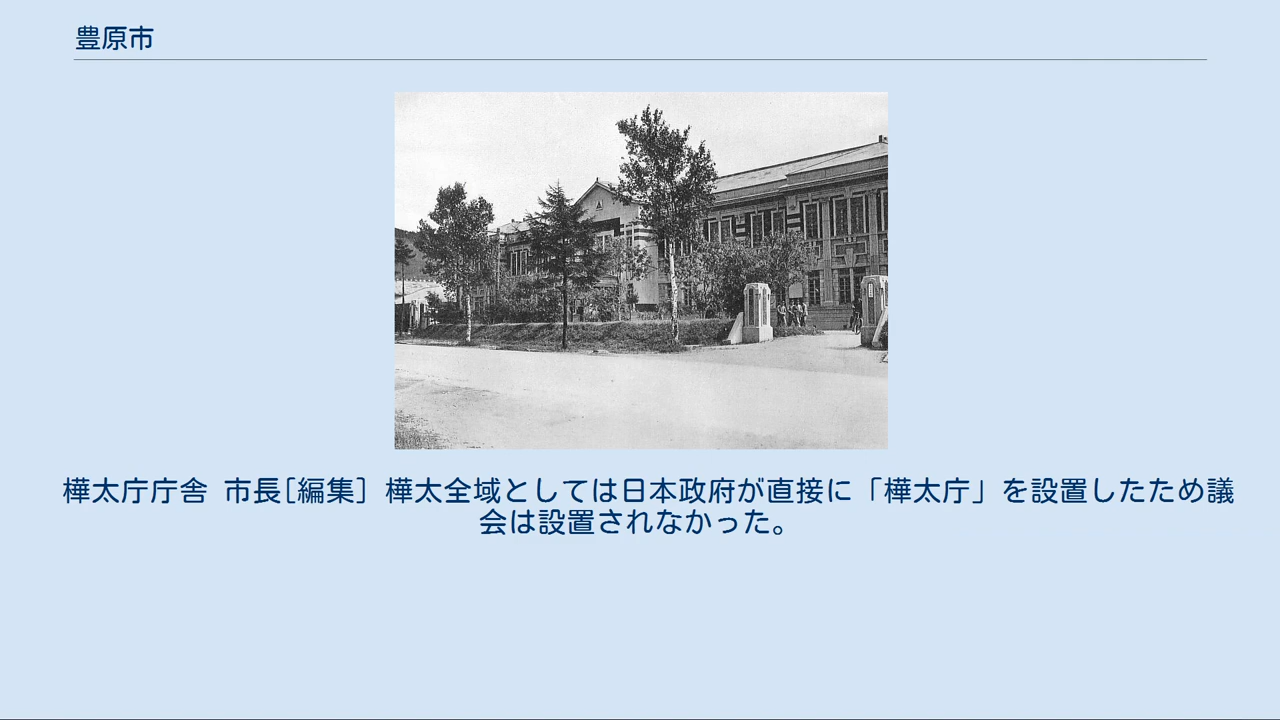 豊原市
樺太庁庁舎 市長[編集] 樺太全域としては日本政府が直接に「樺太庁」を設置したため議
会は設置されなかった。